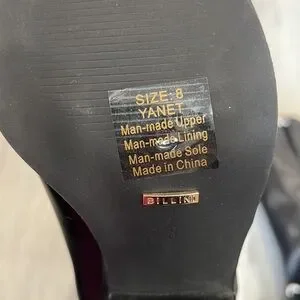 SIZE: 8
YANET
Man-made Upper
Man-made Lining
Man-made Sole
Made in China
BILLINI